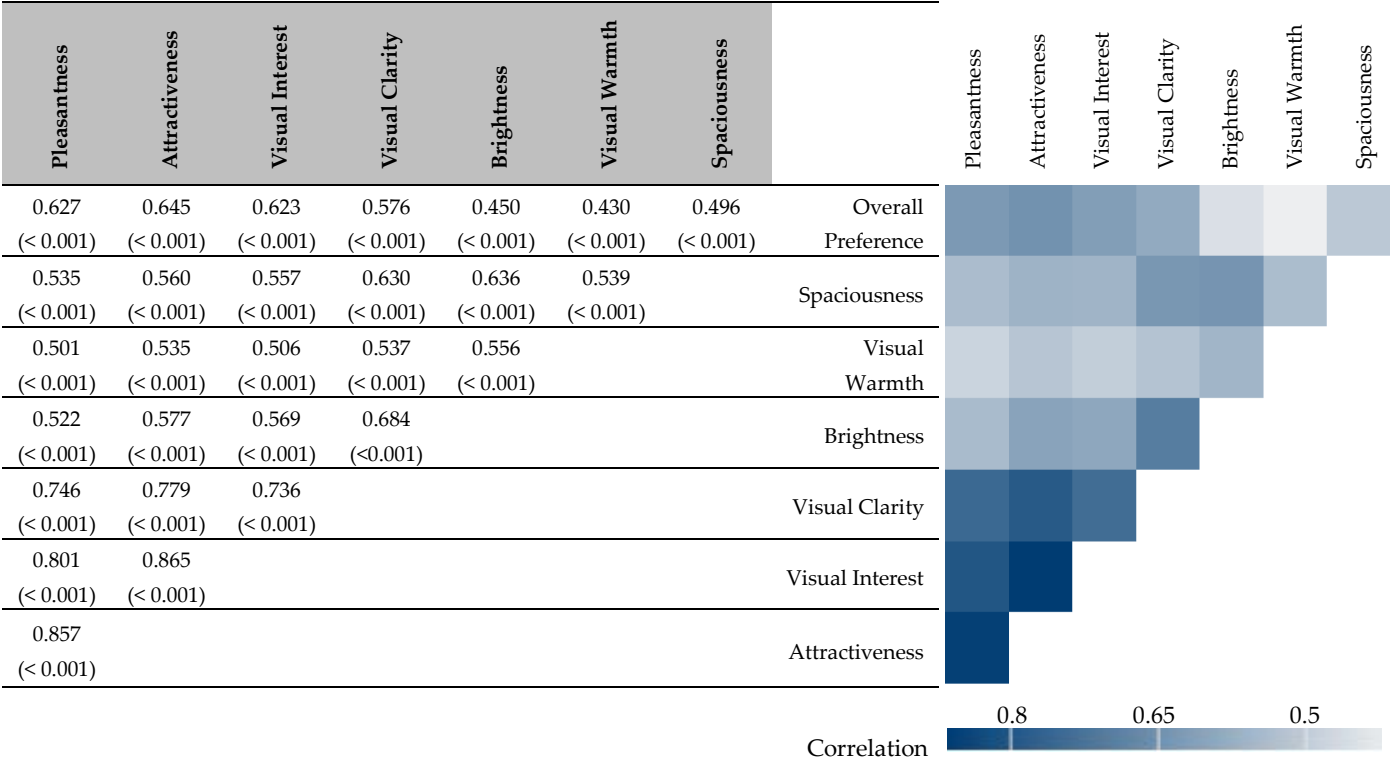 Pleasantness Attractiveness Visual Interest Visual Clarity Brightness Visual Warmth Spaciousness
0.627 0.645 0.623 0.576 0.450 0.430 0.496 Overall
(< 0.001) (< 0.001) (< 0.001) (< 0.001) (< 0.001) (< 0.001) (< 0.001) Preference
0.535 0.560 0.557 0.630 0.636 0.539
Spaciousness
(< 0.001) (< 0.001) (< 0.001) (< 0.001) (< 0.001) (< 0.001)
0.501 0.535 0.506 0.537 0.556 Visual
(< 0.001) (< 0.001) (< 0.001) (< 0.001) (< 0.001) Warmth
0.522 0.577 0.569 0.684
Brightness
(< 0.001) (< 0.001) (< 0.001) (<0.001)
0.746 0.779 0.736
Visual Clarity
(< 0.001) (< 0.001) (< 0.001)
0.801 0.865
Visual Interest
(< 0.001) (< 0.001)
0.857
Attractiveness
(< 0.001)
Pleasantness Attractiveness Visual Interest Visual Clarity Brightness Visual Warmth Spaciousness
0.8 0.65 0.5
Correlation